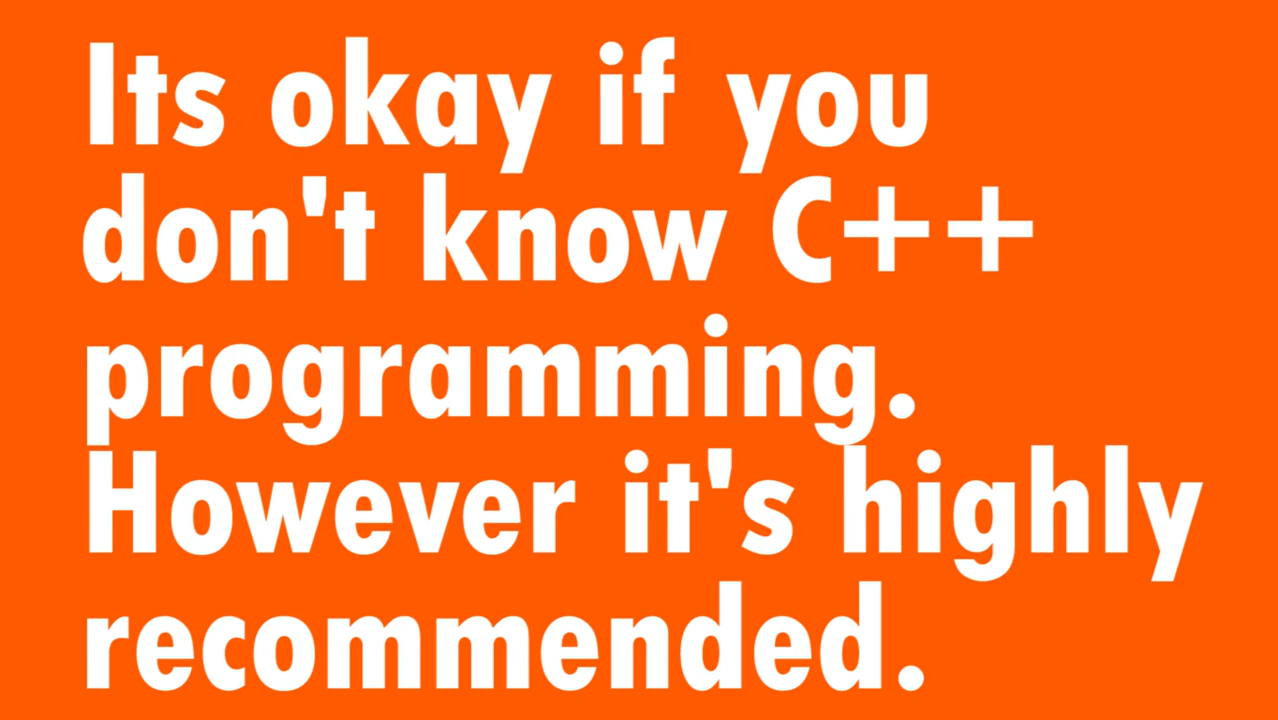 Its okay if you
don't know C++
programming.
However it's highly
recommended.